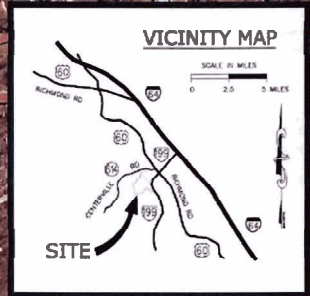 VICINITY MAP
SCALE IN MILES
0 2.5 5 MILES
60
RICHMOND RD
64
60
199
614
CENTERVILLE RD
RICHMOND RD
199
SITE
60
64